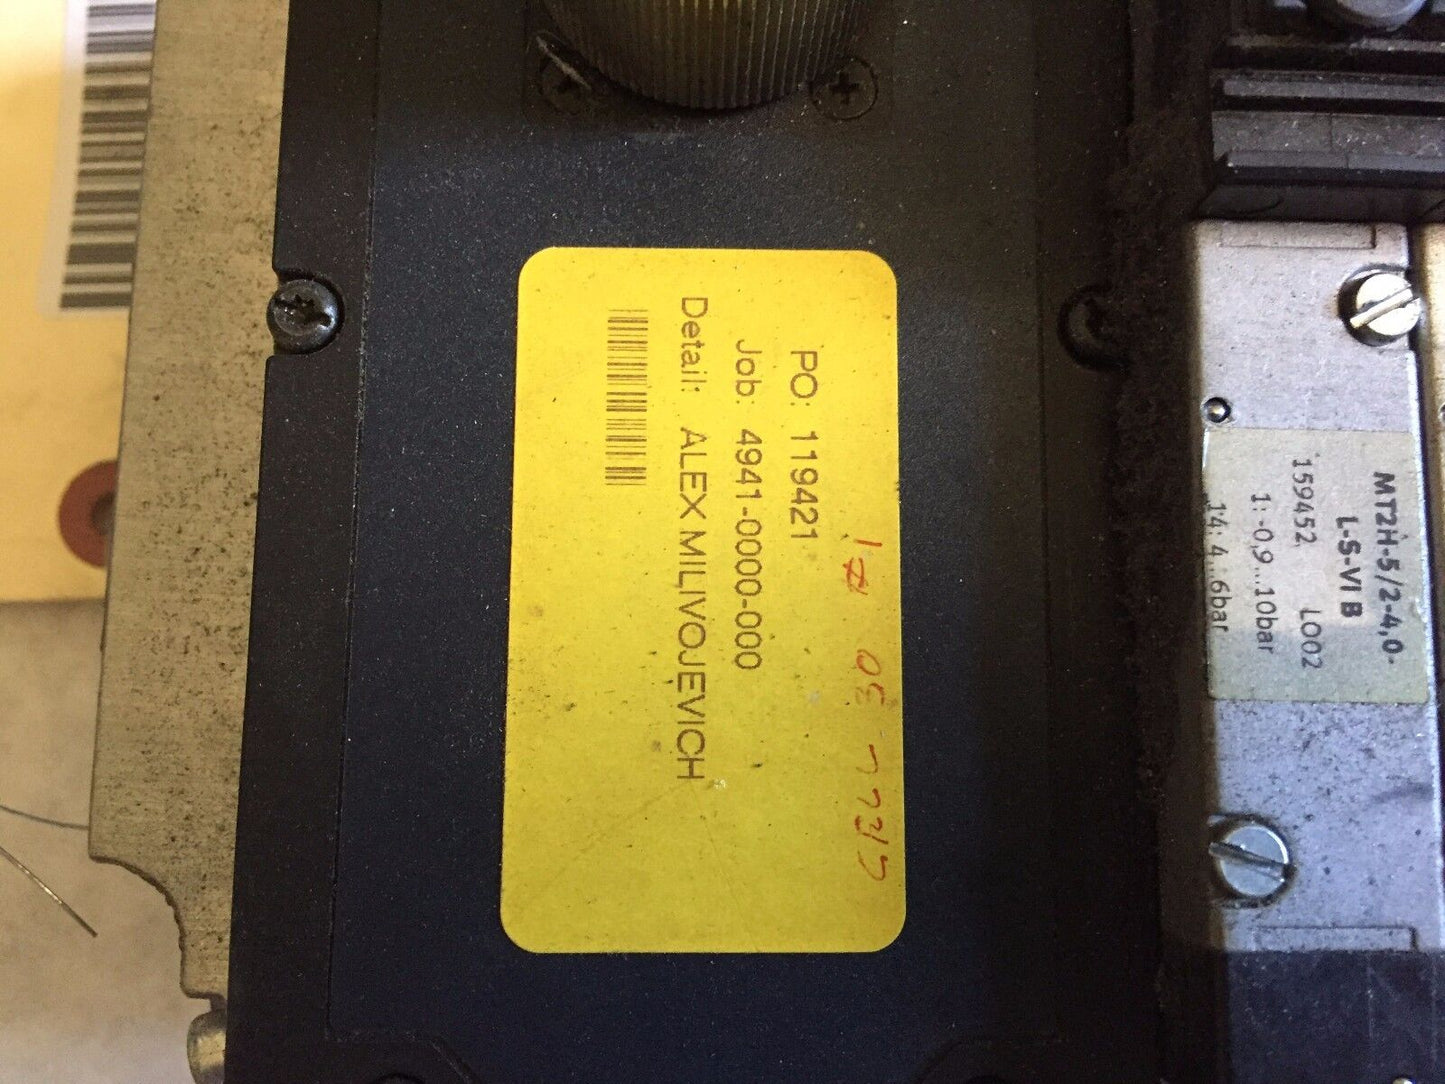 PO: 119421
Job: 4941-0000-000
Detail: ALEX MILIVOJEVICH
MT2H-5/2-4,0-
L-S-VI B
159452 L002
1: -0,9...10bar
14: 4...6bar